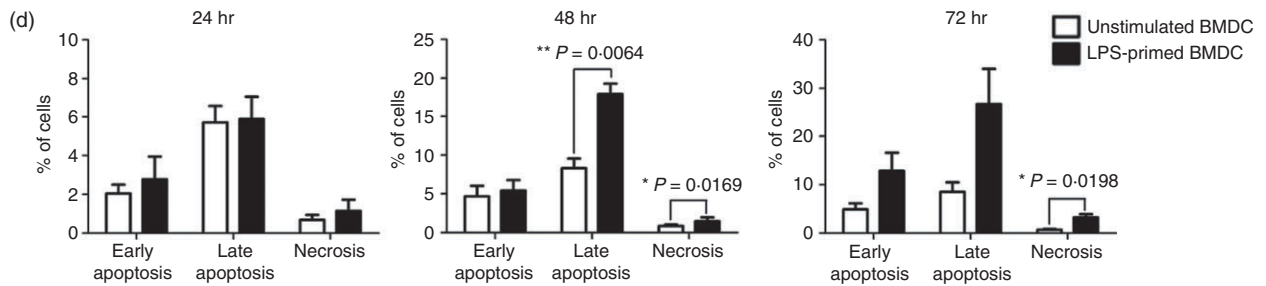 (d)
24 hr
10
8
6
4
2
0
% of cells
Early apoptosis
Late apoptosis
Necrosis
48 hr
25
20
15
10
5
0
% of cells
** P = 0·0064
* P = 0·0169
Early apoptosis
Late apoptosis
Necrosis
72 hr
40
30
20
10
0
% of cells
* P = 0·0198
Early apoptosis
Late apoptosis
Necrosis
Unstimulated BMDC
LPS-primed BMDC